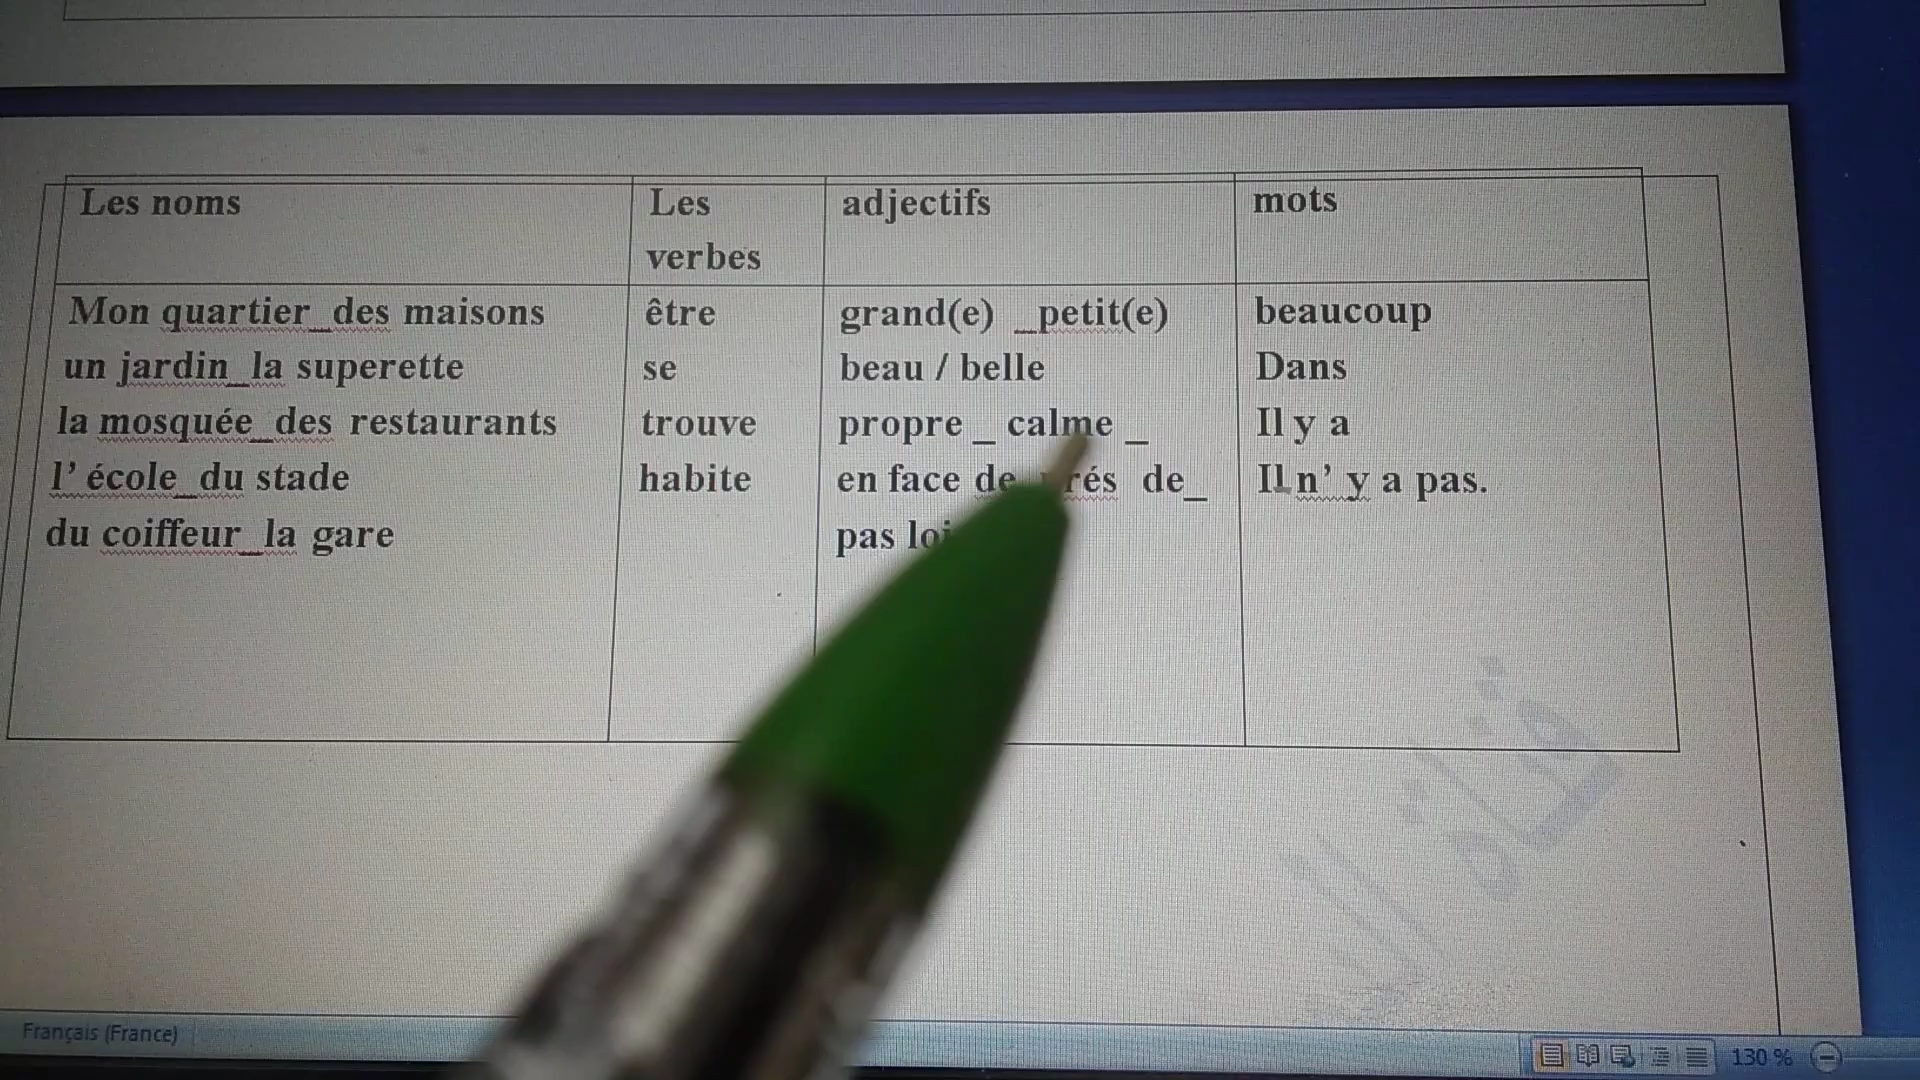 Les noms
Les verbes
adjectifs
mots
Mon quartier_des maisons
un jardin_la superette
la mosquée_des restaurants
l’ école_du stade
du coiffeur_la gare
être
se
trouve
habite
grand(e) _petit(e)
beau / belle
propre _ calme _
en face de de_
pas
beaucoup
Dans
Il y a
Il n’ y a pas.
Français (France)
130 %